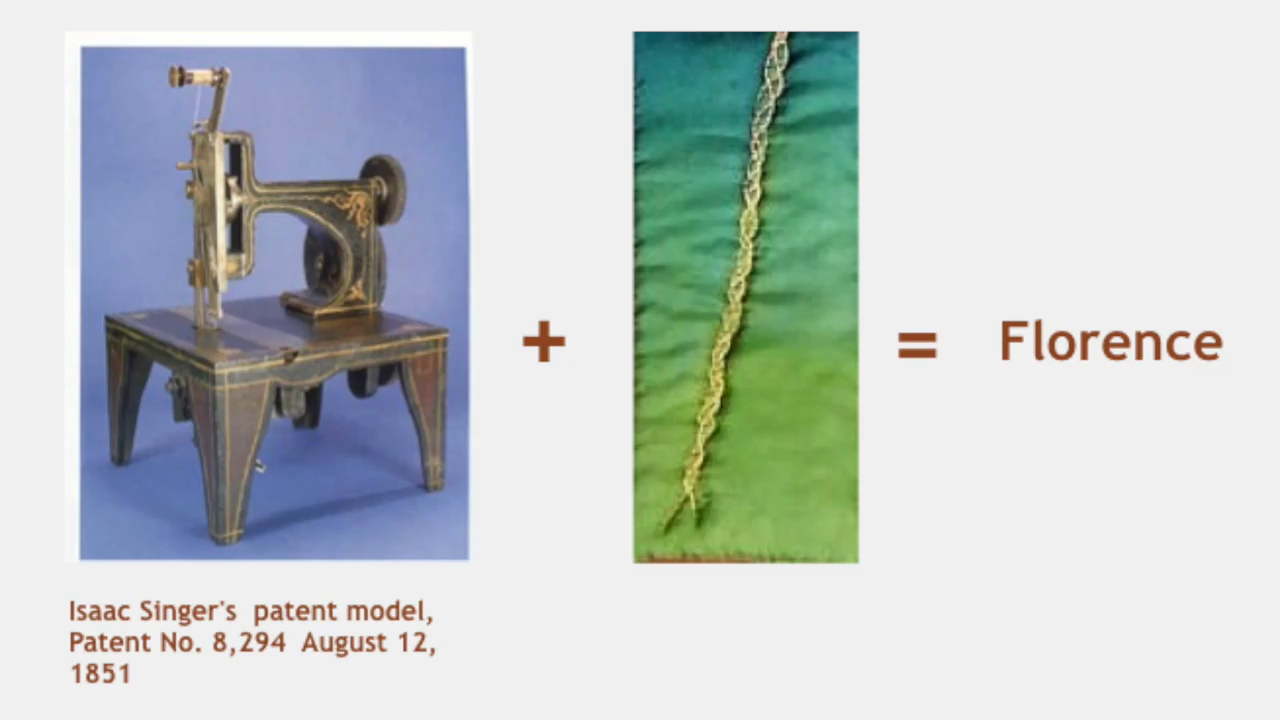 +
=
Florence
Isaac Singer's  patent model,
Patent No. 8,294  August 12,
1851